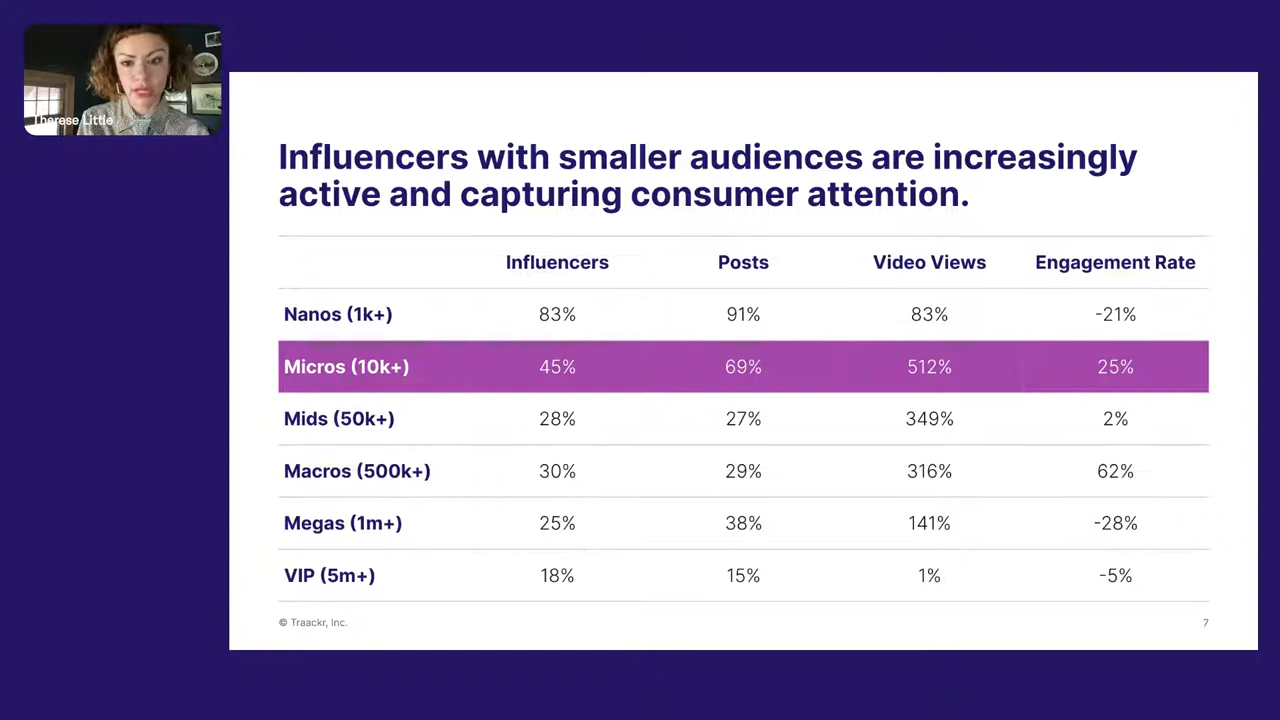 Therese Little
Influencers with smaller audiences are increasingly
active and capturing consumer attention.
Influencers Posts Video Views Engagement Rate
Nanos (1k+) 83% 91% 83% -21%
Micros (10k+) 45% 69% 512% 25%
Mids (50k+) 28% 27% 349% 2%
Macros (500k+) 30% 29% 316% 62%
Megas (1m+) 25% 38% 141% -28%
VIP (5m+) 18% 15% 1% -5%
© Traackr, Inc. 7